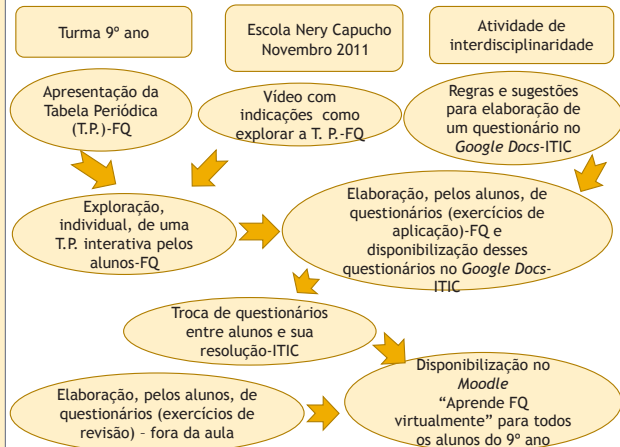 Turma 9º ano
Escola Nery Capucho
Novembro 2011
Atividade de
interdisciplinaridade
Apresentação da
Tabela Periódica
(T.P.)-FQ
Vídeo com
indicações como
explorar a T. P.-FQ
Regras e sugestões
para elaboração de
um questionário no
Google Docs-ITIC
Exploração,
individual, de uma
T.P. interativa pelos
alunos-FQ
Elaboração, pelos alunos, de
questionários (exercícios de
aplicação)-FQ e
disponibilização desses
questionários no Google Docs-
ITIC
Troca de questionários
entre alunos e sua
resolução-ITIC
Elaboração, pelos alunos, de
questionários (exercícios de
revisão) - fora da aula
Disponibilização no
Moodle
“Aprende FQ
virtualmente” para todos
os alunos do 9º ano